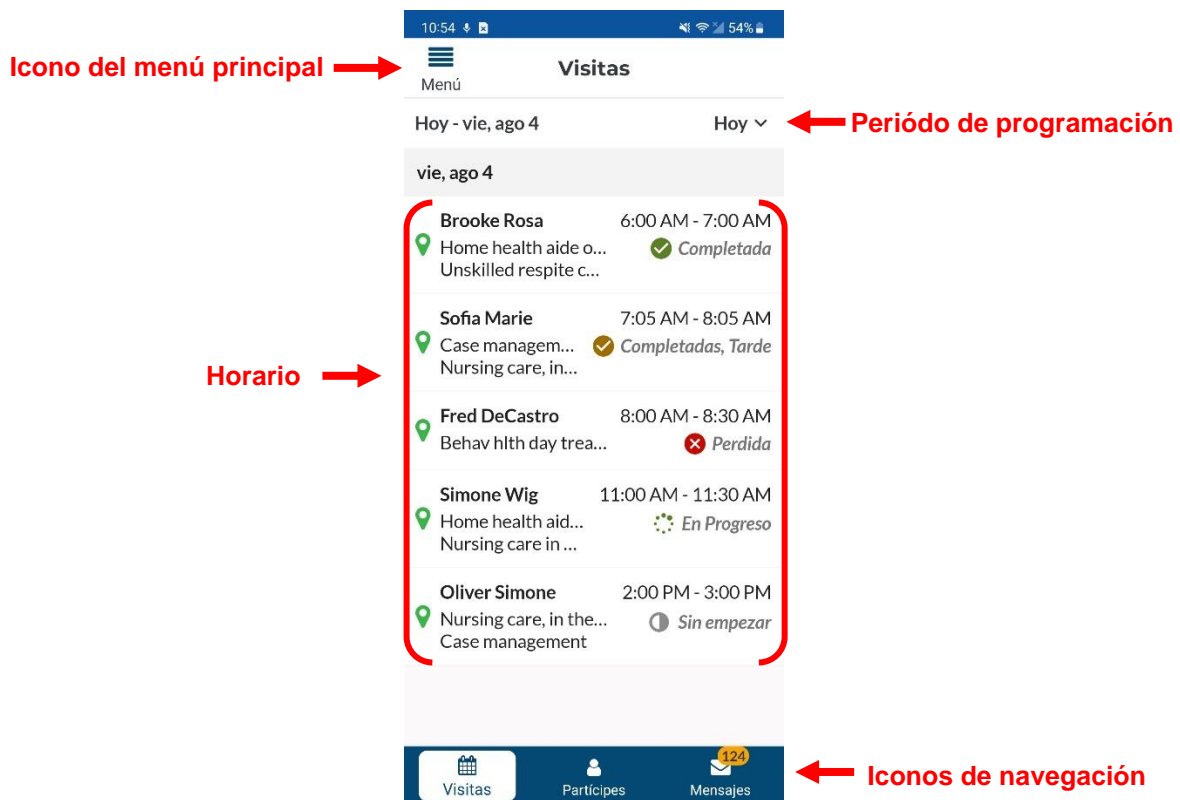 10:54 54%
Icono del menú principal
Menú
Visitas
Hoy - vie, ago 4 Hoy
Periódo de programación
vie, ago 4
Horario
Brooke Rosa 6:00 AM - 7:00 AM
Home health aide o... Completada
Unskilled respite c...
Sofia Marie 7:05 AM - 8:05 AM
Case managem... Completadas, Tarde
Nursing care, in...
Fred DeCastro 8:00 AM - 8:30 AM
Behav hlth day trea... Perdida
Simone Wig 11:00 AM - 11:30 AM
Home health aid... En Progreso
Nursing care in ...
Oliver Simone 2:00 PM - 3:00 PM
Nursing care, in the... Sin empezar
Case management
124
Visitas Partícipes Mensajes
Iconos de navegación